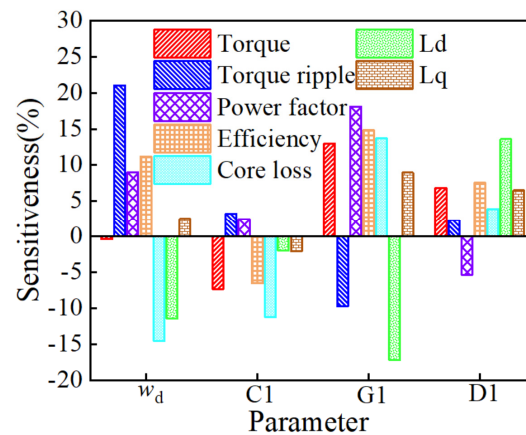 30
25
20
15
10
5
0
-5
-10
-15
-20
Sensitiveness(%)
Torque
Torque ripple
Power factor
Efficiency
Core loss
Ld
Lq
wd
C1
G1
D1
Parameter